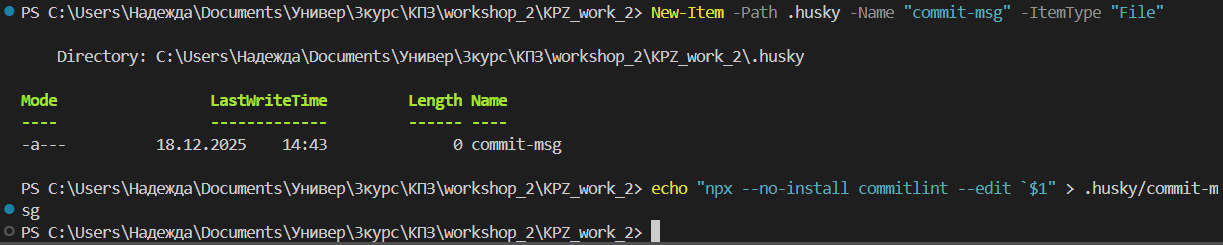 PS C:\Users\Надежда\Documents\Универ\3курс\КПЗ\workshop_2\KPZ_work_2> New-Item -Path .husky -Name "commit-msg" -ItemType "File"
Directory: C:\Users\Надежда\Documents\Универ\3курс\КПЗ\workshop_2\KPZ_work_2\.husky
Mode LastWriteTime Length Name
---- ------------- ------ ----
-a--- 18.12.2025 14:43 0 commit-msg
PS C:\Users\Надежда\Documents\Универ\3курс\КПЗ\workshop_2\KPZ_work_2> echo "npx --no-install commitlint --edit `$1" > .husky/commit-m
sg
PS C:\Users\Надежда\Documents\Универ\3курс\КПЗ\workshop_2\KPZ_work_2>